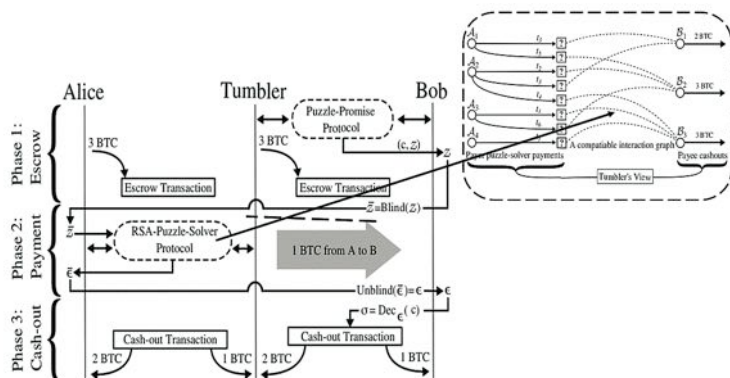 Alice
Tumbler
Bob
Phase 1:
Escrow
Puzzle-Promise
Protocol
3 BTC
3 BTC
(c, z)
z
Escrow Transaction
Escrow Transaction
Phase 2:
Payment
z̄=Blind(z)
z̄
RSA-Puzzle-Solver
Protocol
1 BTC from A to B
ϵ̄
Unblind(ϵ̄)=ϵ
ϵ
Phase 3:
Cash-out
σ=Dec ϵ (c)
Cash-out Transaction
Cash-out Transaction
2 BTC
1 BTC
2 BTC
1 BTC
A1
A2
A3
A4
?
?
?
?
?
?
?
B1
B2
B3
2 BTC
3 BTC
3 BTC
Payer puzzle-solver payments
A compatiable interaction graph
Payee cashouts
Tumbler's View